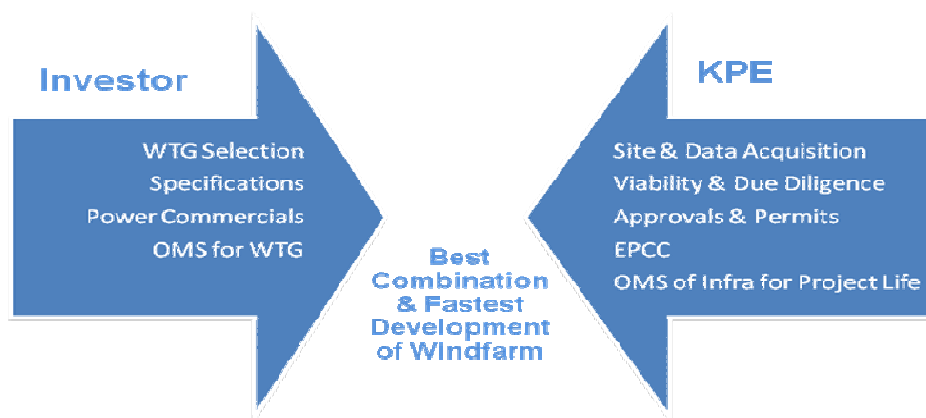 Investor
WTG Selection
Specifications
Power Commercials
OMS for WTG
KPE
Site & Data Acquisition
Viability & Due Diligence
Approvals & Permits
EPCC
OMS of Infra for Project Life
Best
Combination
& Fastest
Development
of Windfarm